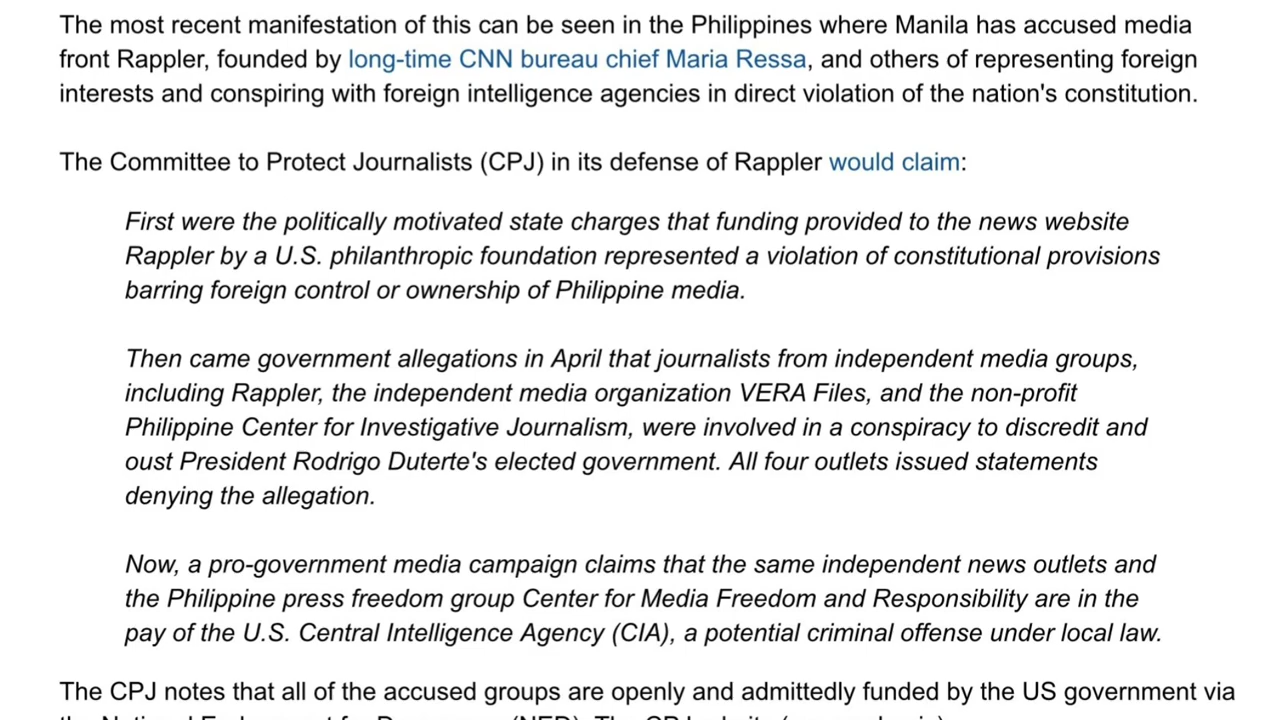 The most recent manifestation of this can be seen in the Philippines where Manila has accused media
front Rappler, founded by long-time CNN bureau chief Maria Ressa, and others of representing foreign
interests and conspiring with foreign intelligence agencies in direct violation of the nation's constitution.
The Committee to Protect Journalists (CPJ) in its defense of Rappler would claim:
First were the politically motivated state charges that funding provided to the news website
Rappler by a U.S. philanthropic foundation represented a violation of constitutional provisions
barring foreign control or ownership of Philippine media.
Then came government allegations in April that journalists from independent media groups,
including Rappler, the independent media organization VERA Files, and the non-profit
Philippine Center for Investigative Journalism, were involved in a conspiracy to discredit and
oust President Rodrigo Duterte's elected government. All four outlets issued statements
denying the allegation.
Now, a pro-government media campaign claims that the same independent news outlets and
the Philippine press freedom group Center for Media Freedom and Responsibility are in the
pay of the U.S. Central Intelligence Agency (CIA), a potential criminal offense under local law.
The CPJ notes that all of the accused groups are openly and admittedly funded by the US government via